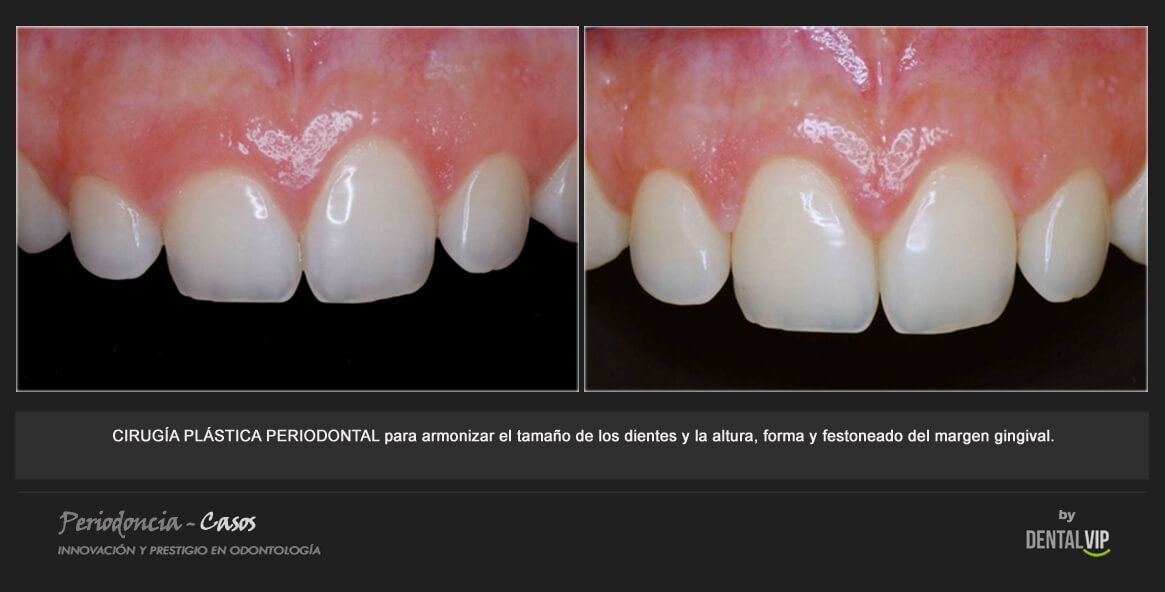 CIRUGÍA PLÁSTICA PERIODONTAL para armonizar el tamaño de los dientes y la altura, forma y festoneado del margen gingival.
Periodoncia - Casos
INNOVACIÓN Y PRESTIGIO EN ODONTOLOGÍA
by
DENTALVIP